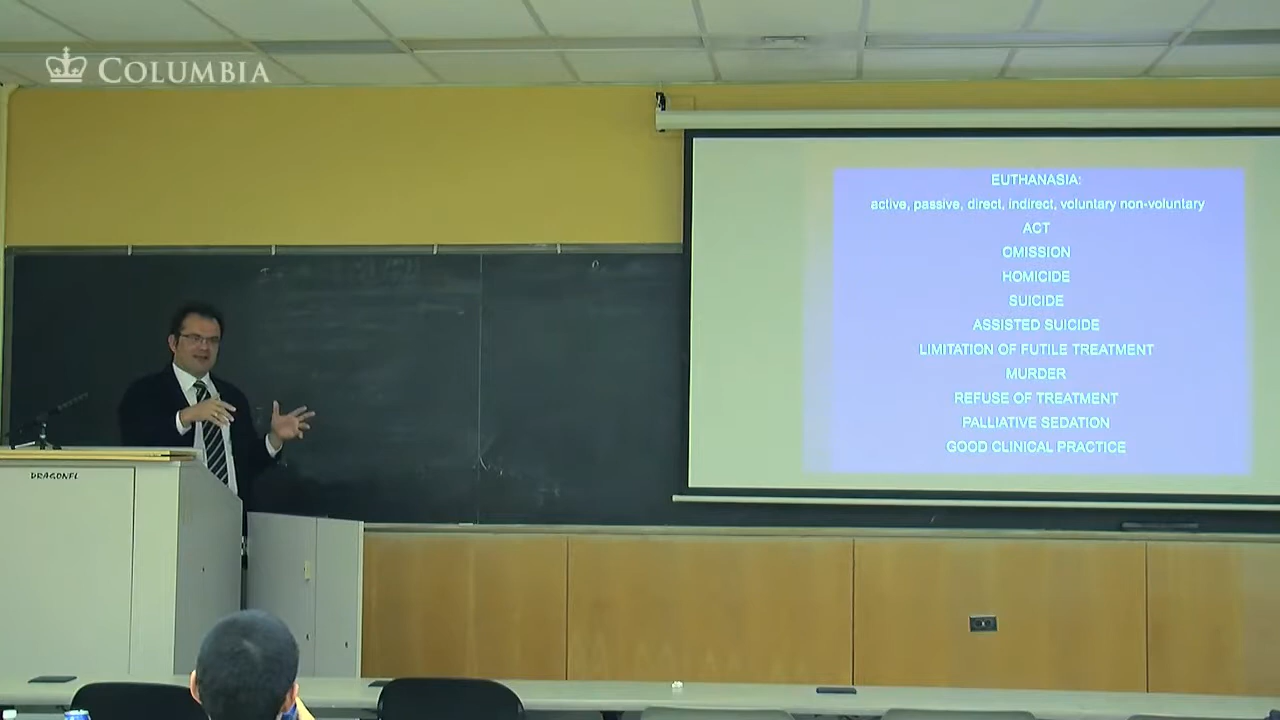 COLUMBIA
EUTHANASIA:
active, passive, direct, indirect, voluntary non-voluntary
ACT
OMISSION
HOMICIDE
SUICIDE
ASSISTED SUICIDE
LIMITATION OF FUTILE TREATMENT
MURDER
REFUSE OF TREATMENT
PALLIATIVE SEDATION
GOOD CLINICAL PRACTICE
DRAGONFL